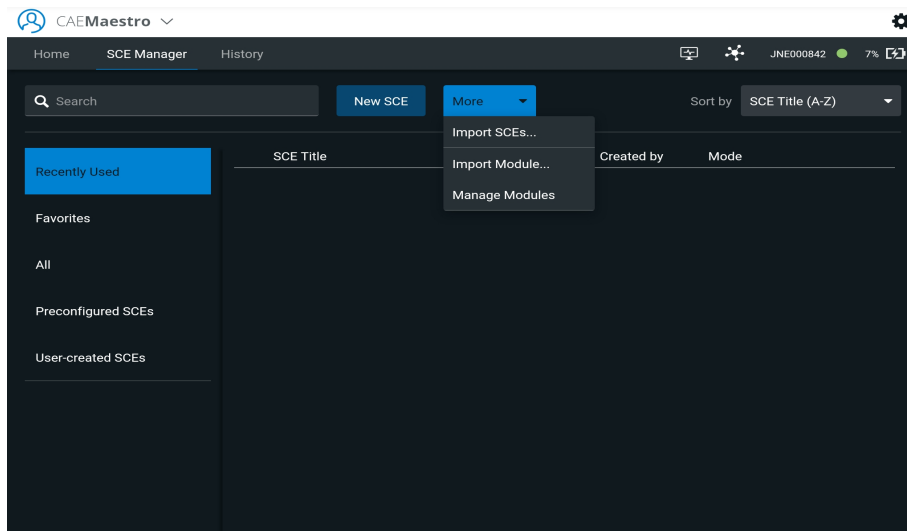 CAEMaestro
Home SCE Manager History JNE000842 7%
Search New SCE More Sort by SCE Title (A-Z)
Import SCEs...
SCE Title Created by Mode
Import Module...
Recently Used
Manage Modules
Favorites
All
Preconfigured SCEs
User-created SCEs